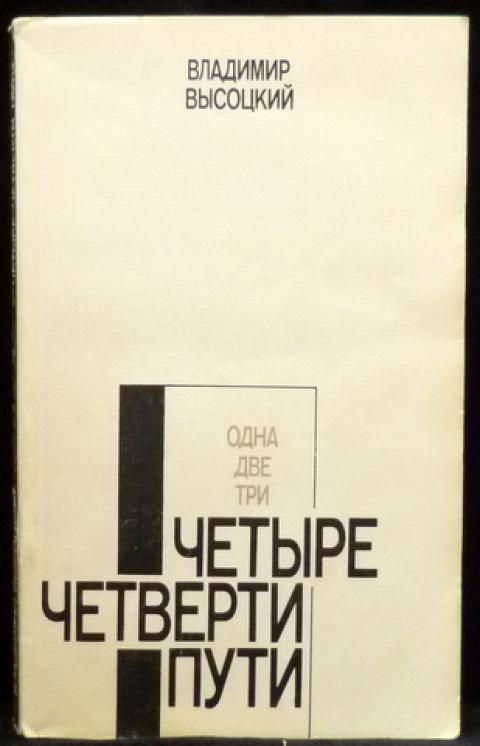 ВЛАДИМИР
ВЫСОЦКИЙ
ОДНА
ДВЕ
ТРИ
ЧЕТЫРЕ
ЧЕТВЕРТИ
ПУТИ